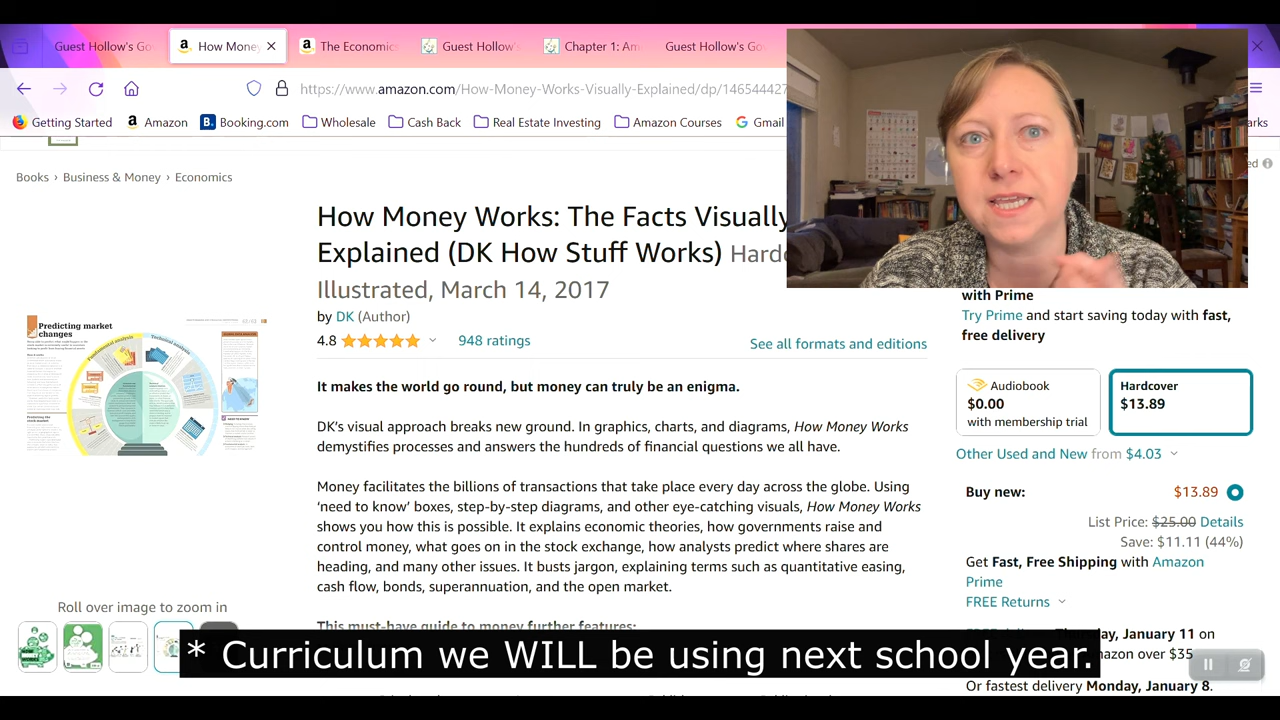 Guest Hollow's Go
How Money
The Economics
Guest Hollow's
Chapter 1: Am
Guest Hollow's Go
https://www.amazon.com/How-Money-Works-Visually-Explained/dp/146544427
Getting Started
Amazon
Booking.com
Wholesale
Cash Back
Real Estate Investing
Amazon Courses
Gmail
Books › Business & Money › Economics
How Money Works: The Facts Visually
Explained (DK How Stuff Works)
Illustrated, March 14, 2017
by DK (Author)
4.8
948 ratings
See all formats and editions
It makes the world go round, but money can truly be an enigma.
DK's visual approach breaks new ground. In graphics, charts, and diagrams, How Money Works
demystifies processes and answers the hundreds of financial questions we all have.
Money facilitates the billions of transactions that take place every day across the globe. Using
'need to know' boxes, step-by-step diagrams, and other eye-catching visuals, How Money Works
shows you how this is possible. It explains economic theories, how governments raise and
control money, what goes on in the stock exchange, how analysts predict where shares are
heading, and many other issues. It busts jargon, explaining terms such as quantitative easing,
cash flow, bonds, superannuation, and the open market.
This must-have guide to money further features:
Predicting market
changes
Roll over image to zoom in
with Prime
Try Prime and start saving today with fast,
free delivery
Audiobook
$0.00
with membership trial
Hardcover
$13.89
Other Used and New from $4.03
Buy new:
$13.89
List Price: $25.00 Details
Save: $11.11 (44%)
Get Fast, Free Shipping with Amazon
Prime
FREE Returns
January 11 on
over $35
Or fastest delivery Monday, January 8.
* Curriculum we WILL be using next school year.